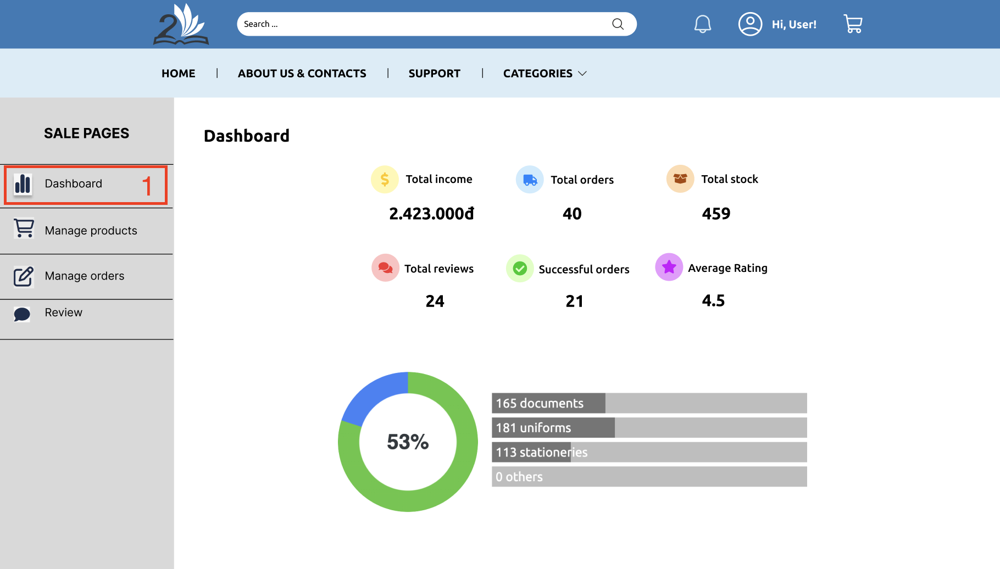 2
Search ...
Hi, User!
HOME | ABOUT US & CONTACTS | SUPPORT | CATEGORIES
SALE PAGES
Dashboard 1
Manage products
Manage orders
Review
Dashboard
Total income
2.423.000đ
Total orders
40
Total stock
459
Total reviews
24
Successful orders
21
Average Rating
4.5
53%
165 documents
181 uniforms
113 stationeries
0 others